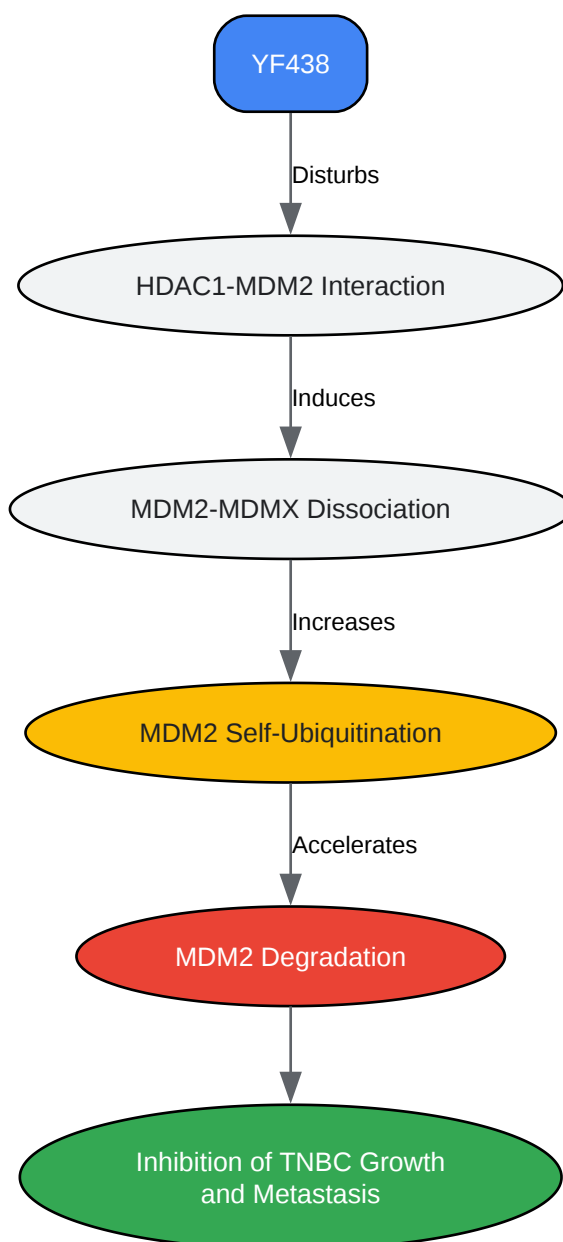 YF438
Disturbs
HDAC1-MDM2 Interaction
Induces
MDM2-MDMX Dissociation
Increases
MDM2 Self-Ubiquitination
Accelerates
MDM2 Degradation
Inhibition of TNBC Growth
and Metastasis